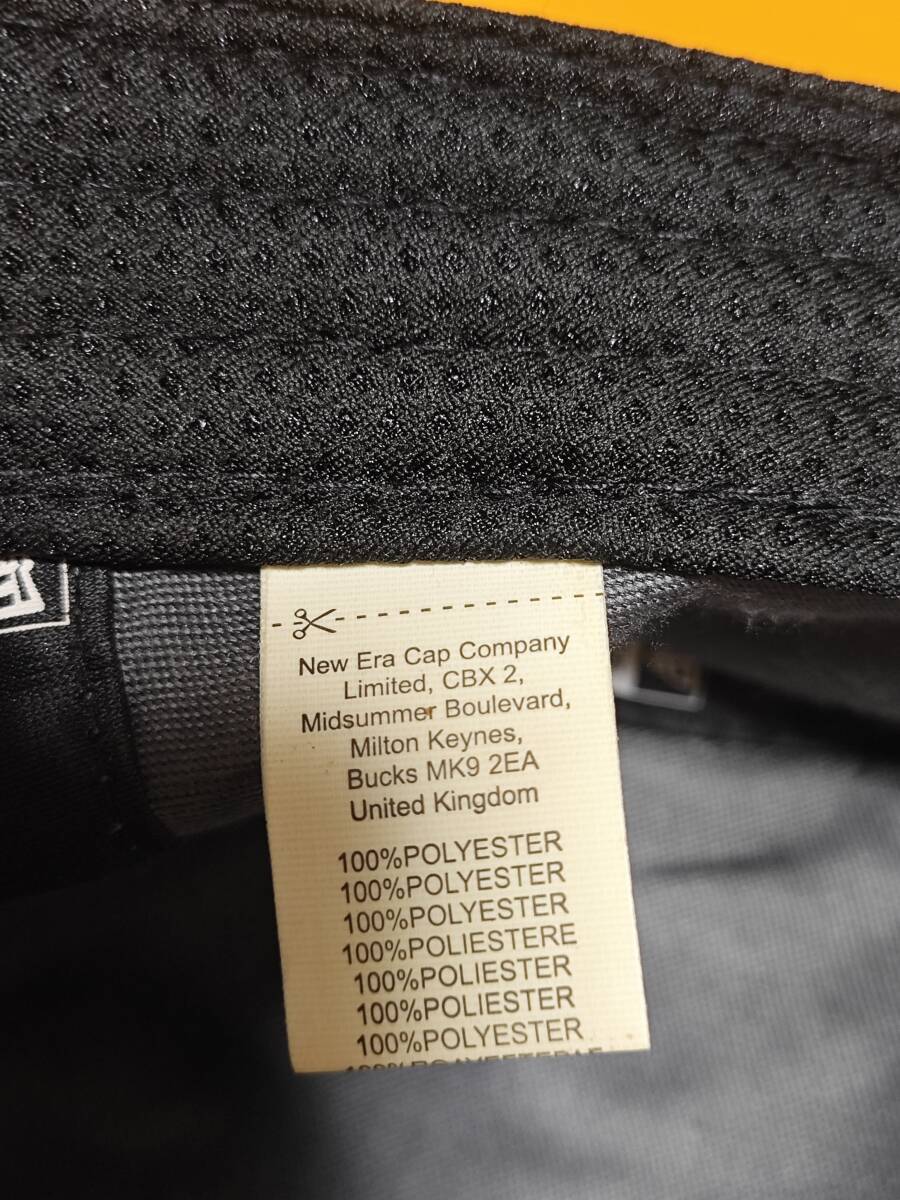 New Era Cap Company
Limited, CBX 2,
Midsummer Boulevard,
Milton Keynes,
Bucks MK9 2EA
United Kingdom
100%POLYESTER
100%POLYESTER
100%POLYESTER
100%POLIESTERE
100%POLIESTER
100%POLIESTER
100%POLYESTER